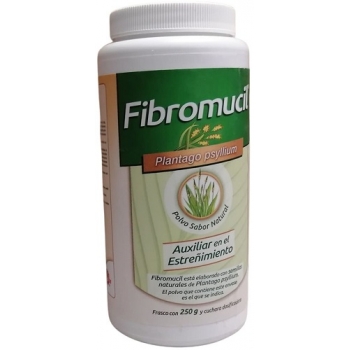 Fibromucil
Plantago psyllium
Polvo Sabor Natural
Auxiliar en el
Estreñimiento
Fibromucil está elaborado con semillas
naturales de Plantago psyllium.
El polvo que contiene este envase,
es el que se indica.
Frasco con 250 g y cuchara dosificadora